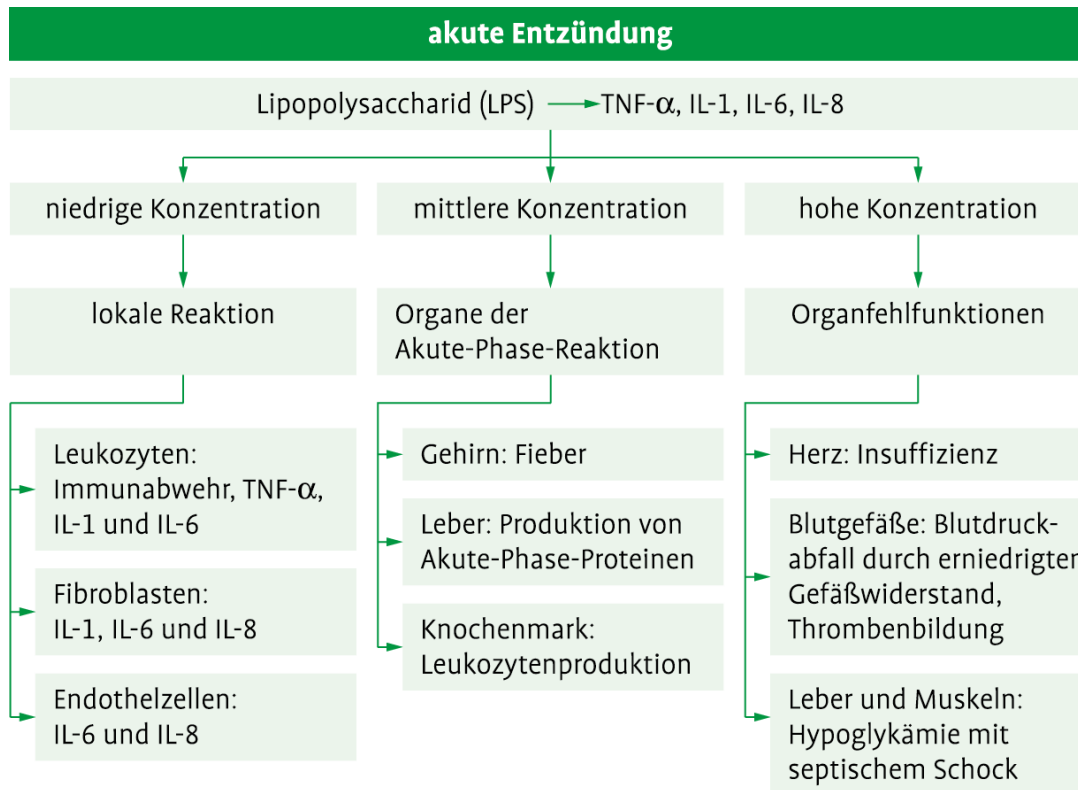 akute Entzündung
Lipopolysaccharid (LPS) TNF-α, IL-1, IL-6, IL-8
niedrige Konzentration
mittlere Konzentration
hohe Konzentration
lokale Reaktion
Organe der
Akute-Phase-Reaktion
Organfehlfunktionen
Leukozyten:
Immunabwehr, TNF-α,
IL-1 und IL-6
Fibroblasten:
IL-1, IL-6 und IL-8
Endothelzellen:
IL-6 und IL-8
Gehirn: Fieber
Leber: Produktion von
Akute-Phase-Proteinen
Knochenmark:
Leukozytenproduktion
Herz: Insuffizienz
Blutgefäße: Blutdruck-
abfall durch erniedrigten
Gefäßwiderstand,
Thrombenbildung
Leber und Muskeln:
Hypoglykämie mit
septischem Schock